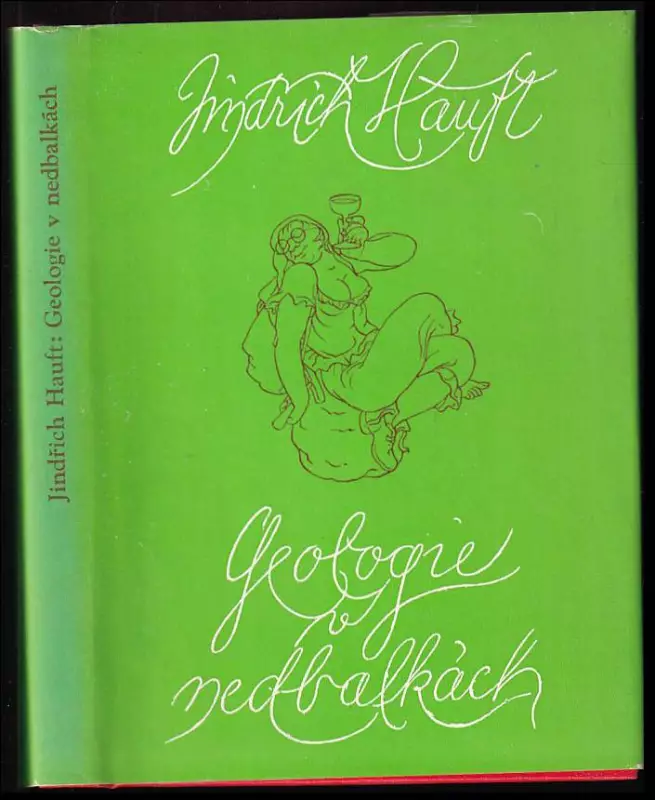 Jindřich Hauft: Geologie v nedbalkách
Jindřich Hauft
Geologie
v
nedbalkách